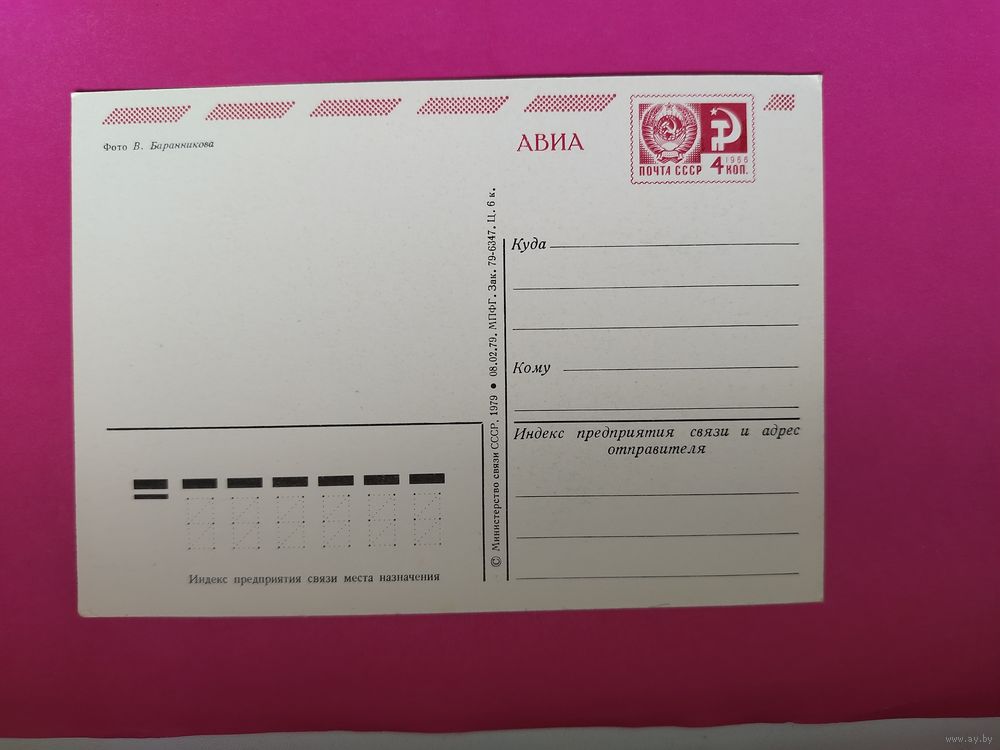 Фото В. Баранникова
АВИА
ПОЧТА СССР
1966
4 КОП.
© Министерство связи СССР. 1979 ● 08.02.79. МПФГ. Зак. 79-6347. Ц. 6 к.
Куда
Кому
Индекс предприятия связи и адрес
отправителя
Индекс предприятия связи места назначения
www.ay.by